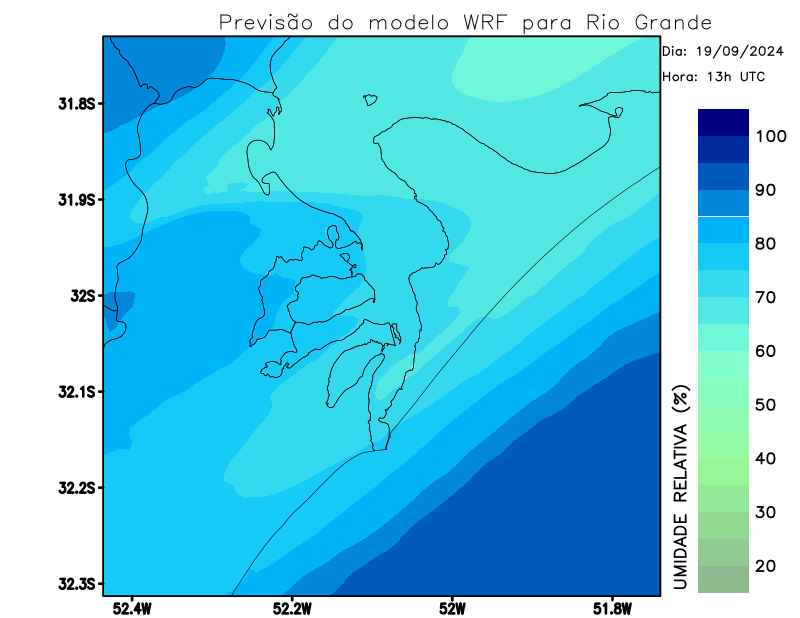 Previsão do modelo WRF para Rio Grande
Dia: 19/09/2024
Hora: 13h UTC
31.8S
31.9S
32S
32.1S
32.2S
32.3S
52.4W
52.2W
52W
51.8W
100
90
80
70
60
50
40
30
20
UMIDADE RELATIVA (%)